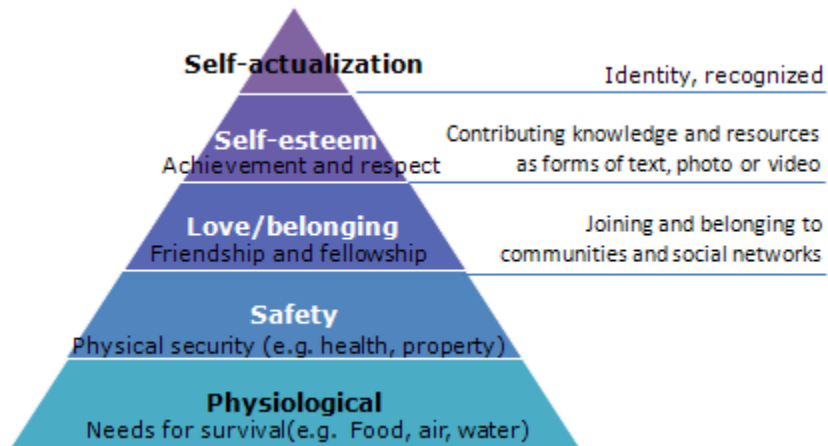 Self-actualization
Identity, recognized
Self-esteem
Achievement and respect
Contributing knowledge and resources
as forms of text, photo or video
Love/belonging
Friendship and fellowship
Joining and belonging to
communities and social networks
Safety
Physical security (e.g. health, property)
Physiological
Needs for survival(e.g. Food, air, water)